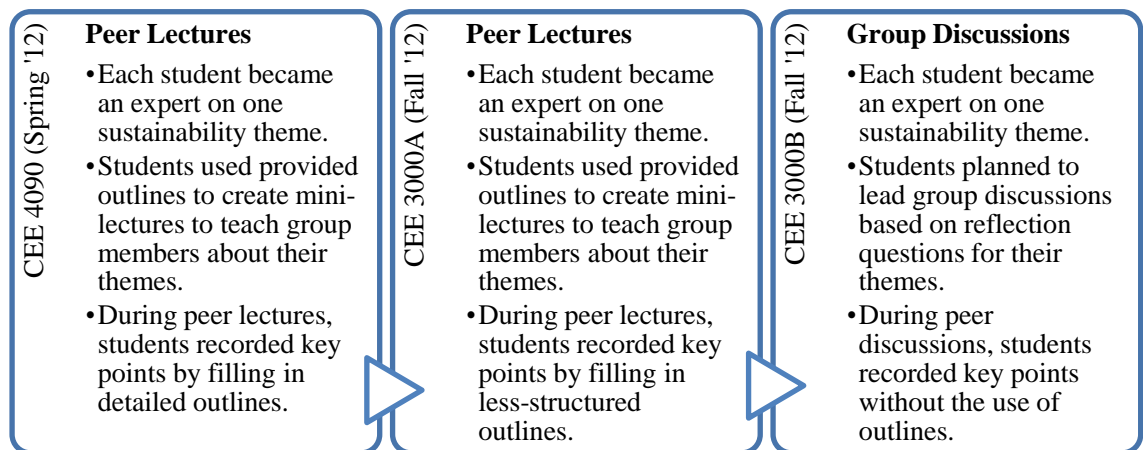 CEE 4090 (Spring '12)
Peer Lectures
•Each student became
an expert on one
sustainability theme.
•Students used provided
outlines to create mini-
lectures to teach group
members about their
themes.
•During peer lectures,
students recorded key
points by filling in
detailed outlines.
CEE 3000A (Fall '12)
Peer Lectures
•Each student became
an expert on one
sustainability theme.
•Students used provided
outlines to create mini-
lectures to teach group
members about their
themes.
•During peer lectures,
students recorded key
points by filling in
less-structured
outlines.
CEE 3000B (Fall '12)
Group Discussions
•Each student became
an expert on one
sustainability theme.
•Students planned to
lead group discussions
based on reflection
questions for their
themes.
•During peer
discussions, students
recorded key points
without the use of
outlines.